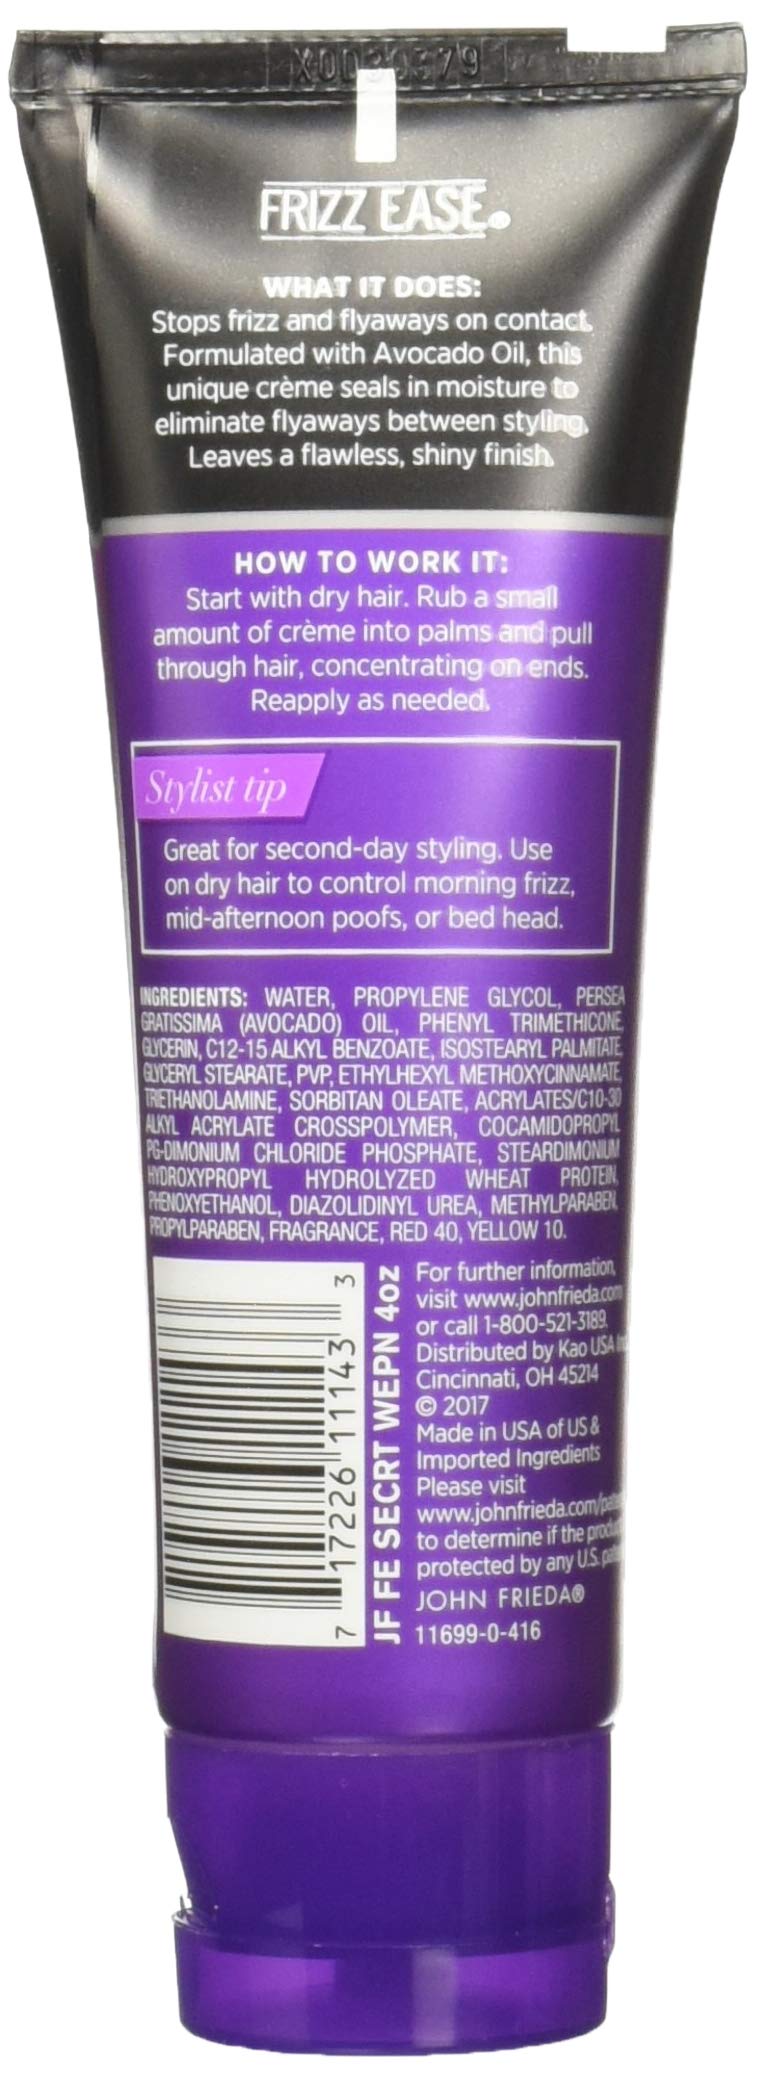 FRIZZ EASE®
WHAT IT DOES:
Stops frizz and flyaways on contact.
Formulated with Avocado Oil, this
unique crème seals in moisture to
eliminate flyaways between styling.
Leaves a flawless, shiny finish.
HOW TO WORK IT:
Start with dry hair. Rub a small
amount of crème into palms and pull
through hair, concentrating on ends.
Reapply as needed.
Stylist tip
Great for second-day styling. Use
on dry hair to control morning frizz,
mid-afternoon poofs, or bed head.
INGREDIENTS: WATER, PROPYLENE GLYCOL, PERSEA
GRATISSIMA (AVOCADO) OIL, PHENYL TRIMETHICONE,
GLYCERIN, C12-15 ALKYL BENZOATE, ISOSTEARYL PALMITATE,
GLYCERYL STEARATE, PVP, ETHYLHEXYL METHOXYCINNAMATE,
TRIETHANOLAMINE, SORBITAN OLEATE, ACRYLATES/C10-30
ALKYL ACRYLATE CROSSPOLYMER, COCAMIDOPROPYL
PG-DIMONIUM CHLORIDE PHOSPHATE, STEARDIMONIUM
HYDROXYPROPYL HYDROLYZED WHEAT PROTEIN,
PHENOXYETHANOL, DIAZOLIDINYL UREA, METHYLPARABEN,
PROPYLPARABEN, FRAGRANCE, RED 40, YELLOW 10.
7 17226 11143 3
JF FE SECRT WEPN 4oz
For further information,
visit www.johnfrieda.com
or call 1-800-521-3189.
Distributed by Kao USA
Cincinnati, OH 45214
© 2017
Made in USA of US &
Imported Ingredients
Please visit
www.johnfrieda.com/
to determine if the
protected by any U.S.
JOHN FRIEDA®
11699-0-416